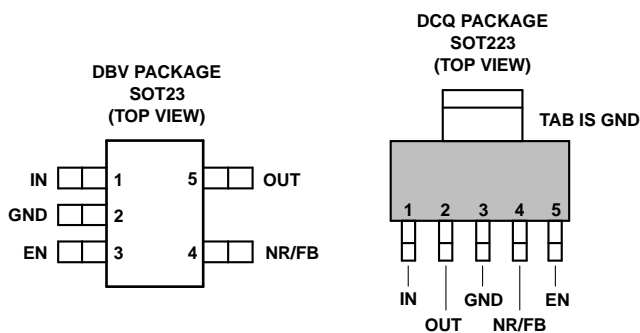 DBV PACKAGE
SOT23
(TOP VIEW)
IN 1 5 OUT
GND 2
EN 3 4 NR/FB
DCQ PACKAGE
SOT223
(TOP VIEW)
TAB IS GND
1 2 3 4 5
IN GND EN
OUT NR/FB